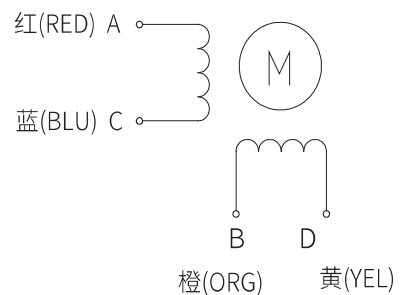 红(RED) A
M
蓝(BLU) C
B D
橙(ORG) 黄(YEL)